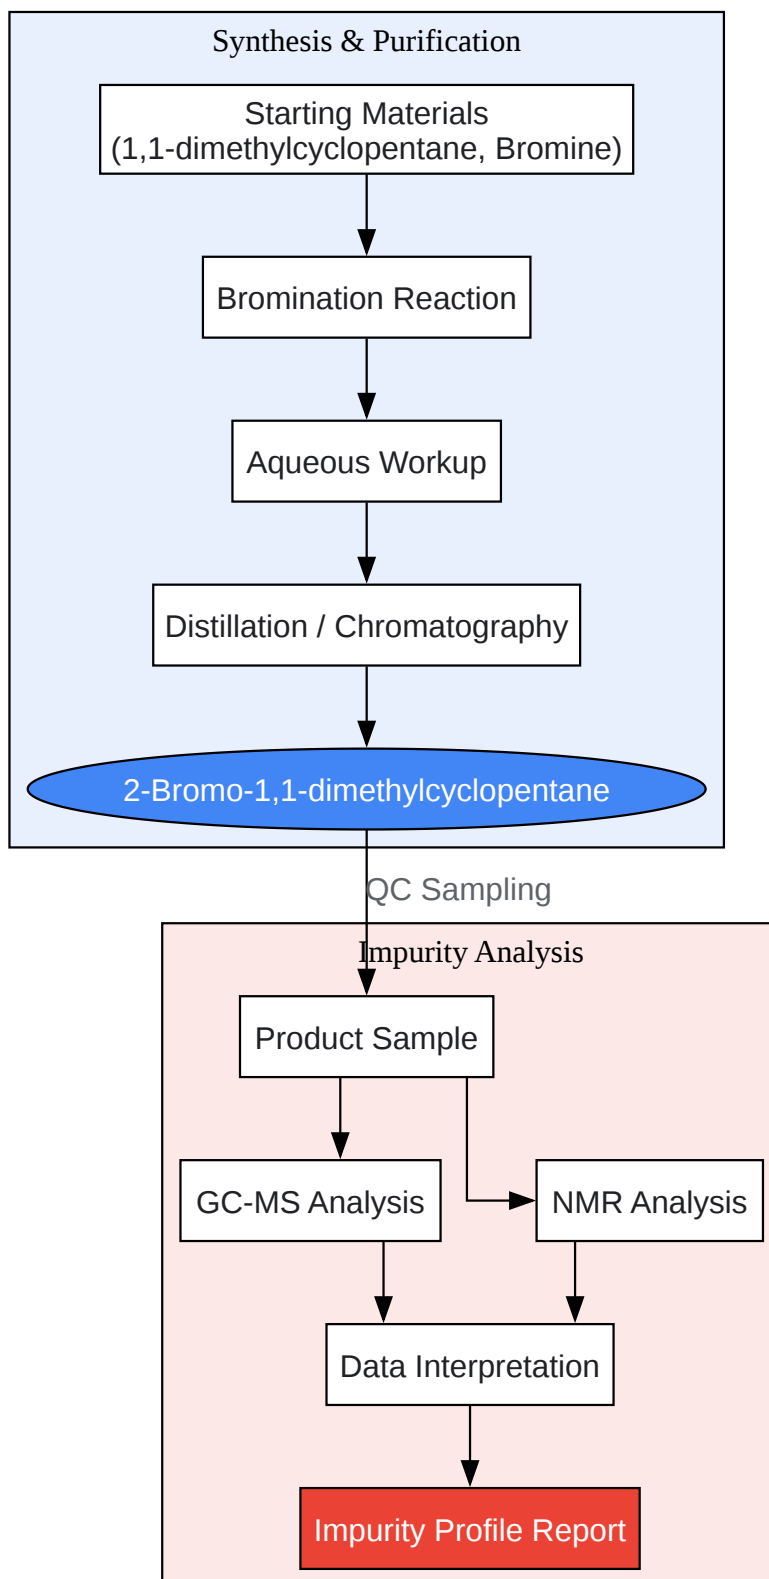 Synthesis & Purification
Starting Materials
(1,1-dimethylcyclopentane, Bromine)
Bromination Reaction
Aqueous Workup
Distillation / Chromatography
2-Bromo-1,1-dimethylcyclopentane
QC Sampling
Impurity Analysis
Product Sample
GC-MS Analysis
NMR Analysis
Data Interpretation
Impurity Profile Report